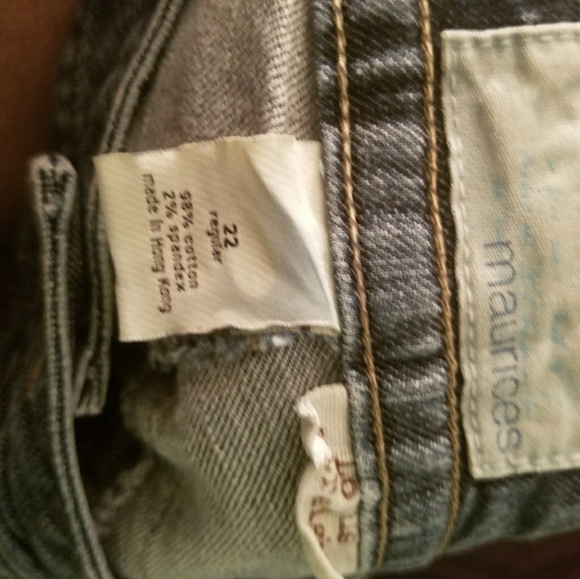 22
regular
98% cotton
2% spandex
made in Hong Kong
maurices